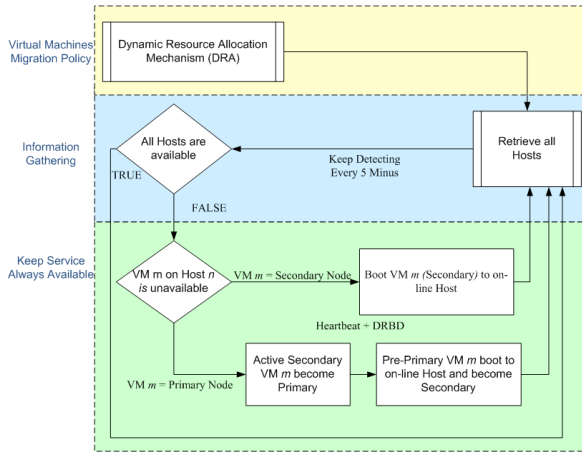 Virtual Machines
Migration Policy
Dynamic Resource Allocation
Mechanism (DRA)
Information
Gathering
All Hosts are
available
Retrieve all
Hosts
Keep Detecting
Every 5 Minus
TRUE
FALSE
Keep Service
Always Available
VM m on Host n
is unavailable
VM m = Secondary Node
Boot VM m (Secondary) to on-
line Host
Heartbeat + DRBD
VM m = Primary Node
Active Secondary
VM m become
Primary
Pre-Primary VM m boot to
on-line Host and become
Secondary